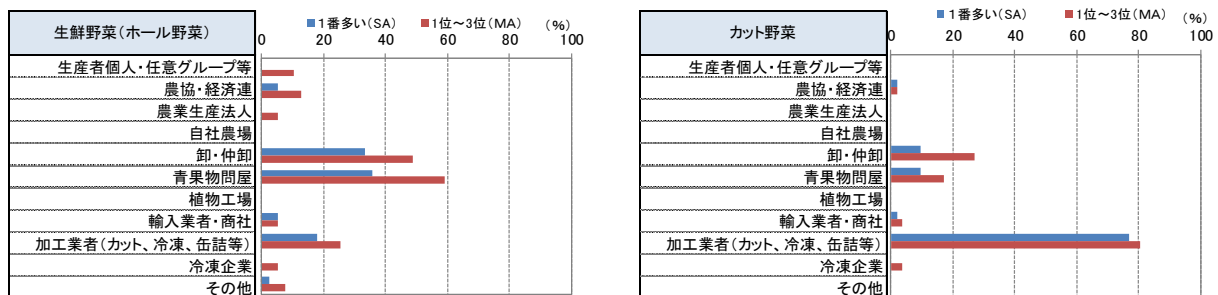 ■1番多い(SA) ■1位～3位(MA) (%)
生鮮野菜(ホール野菜)
0 20 40 60 80 100
生産者個人・任意グループ等
農協・経済連
農業生産法人
自社農場
卸・仲卸
青果物問屋
植物工場
輸入業者・商社
加工業者(カット、冷凍、缶詰等)
冷凍企業
その他
■1番多い(SA) ■1位～3位(MA) (%)
カット野菜
0 20 40 60 80 100
生産者個人・任意グループ等
農協・経済連
農業生産法人
自社農場
卸・仲卸
青果物問屋
植物工場
輸入業者・商社
加工業者(カット、冷凍、缶詰等)
冷凍企業
その他